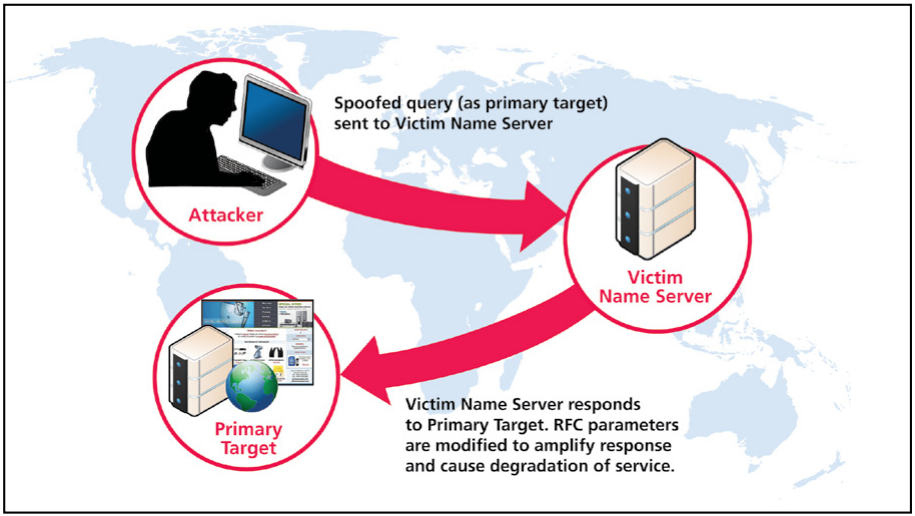 Spoofed query (as primary target)
sent to Victim Name Server
Attacker
Victim
Name Server
Primary
Target
Victim Name Server responds
to Primary Target. RFC parameters
are modified to amplify response
and cause degradation of service.